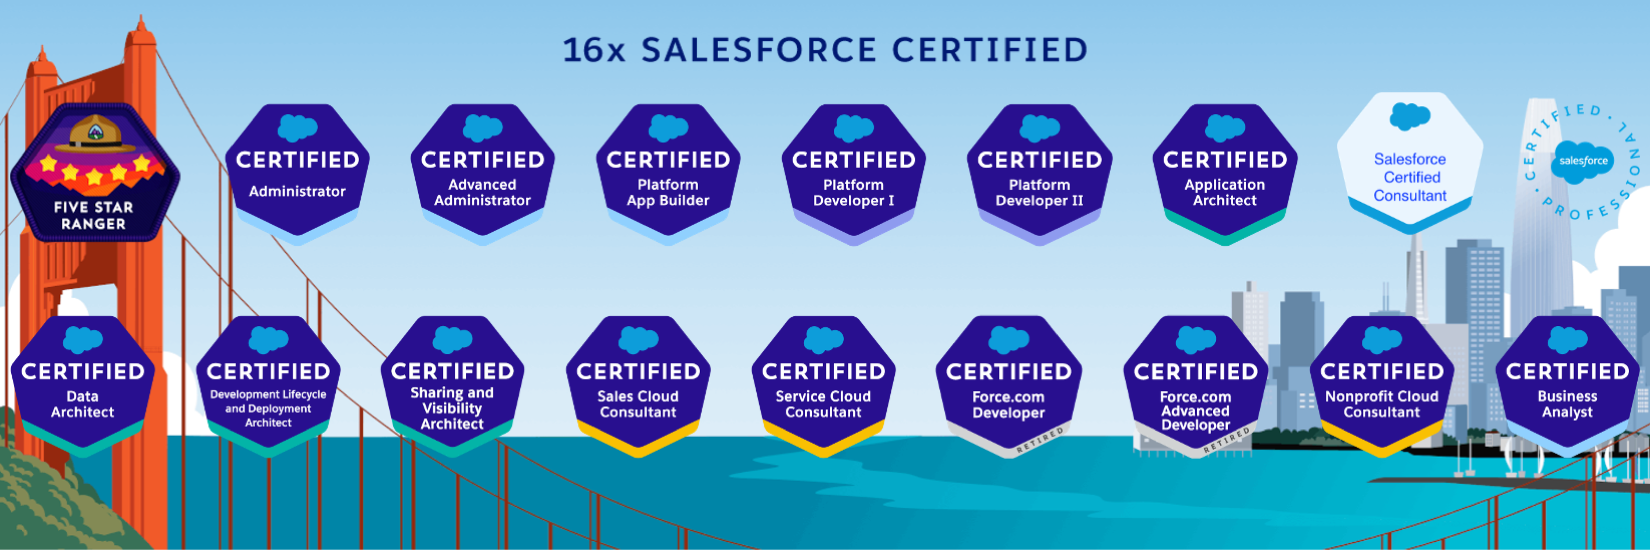 16x SALESFORCE CERTIFIED
FIVE STAR
RANGER
CERTIFIED
Administrator
CERTIFIED
Advanced
Administrator
CERTIFIED
Platform
App Builder
CERTIFIED
Platform
Developer I
CERTIFIED
Platform
Developer II
CERTIFIED
Application
Architect
Salesforce
Certified
Consultant
CERTIFIED • PROFESSIONAL •
salesforce
CERTIFIED
Data
Architect
CERTIFIED
Development Lifecycle
and Deployment
Architect
CERTIFIED
Sharing and
Visibility
Architect
CERTIFIED
Sales Cloud
Consultant
CERTIFIED
Service Cloud
Consultant
CERTIFIED
Force.com
Developer
RETIRED
CERTIFIED
Force.com
Advanced
Developer
RETIRED
CERTIFIED
Nonprofit Cloud
Consultant
CERTIFIED
Business
Analyst